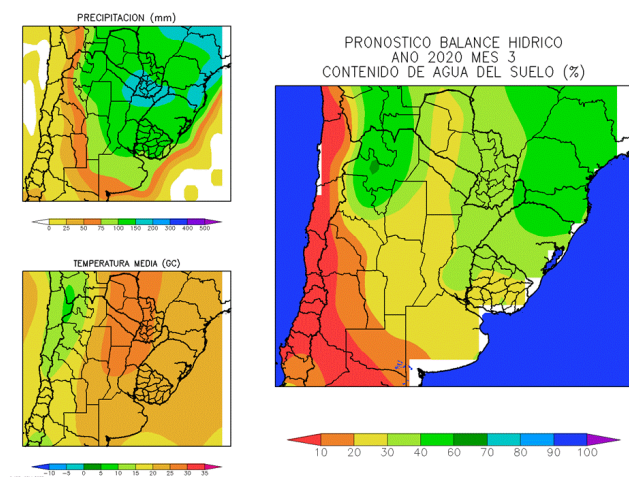 PRECIPITACION (mm)
0 25 50 75 100 150 200 300 400 500
TEMPERATURA MEDIA (GC)
-10 -5 0 5 10 15 20 25 30 35
PRONOSTICO BALANCE HIDRICO
ANO 2020 MES 3
CONTENIDO DE AGUA DEL SUELO (%)
10 20 30 40 60 70 80 90 100